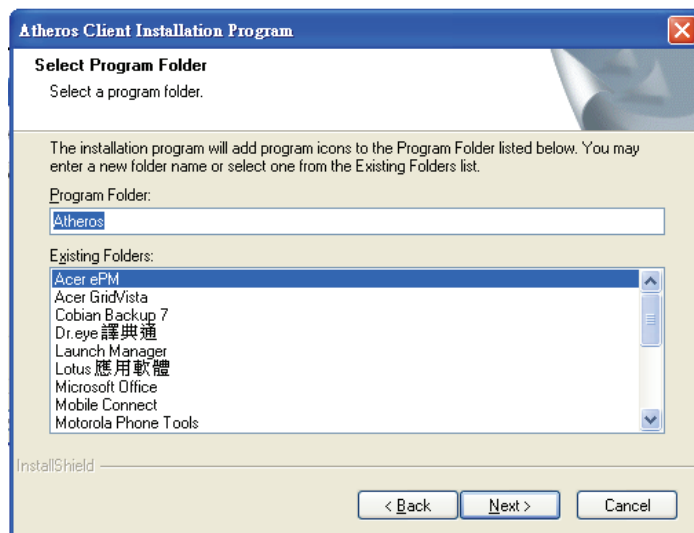 Atheros Client Installation Program
Select Program Folder
Select a program folder.
The installation program will add program icons to the Program Folder listed below. You may
enter a new folder name or select one from the Existing Folders list.
Program Folder:
Atheros
Existing Folders:
Acer ePM
Acer GridVista
Cobian Backup 7
Dr.eye 譯典通
Launch Manager
Lotus 應用軟體
Microsoft Office
Mobile Connect
Motorola Phone Tools
InstallShield
< Back
Next >
Cancel